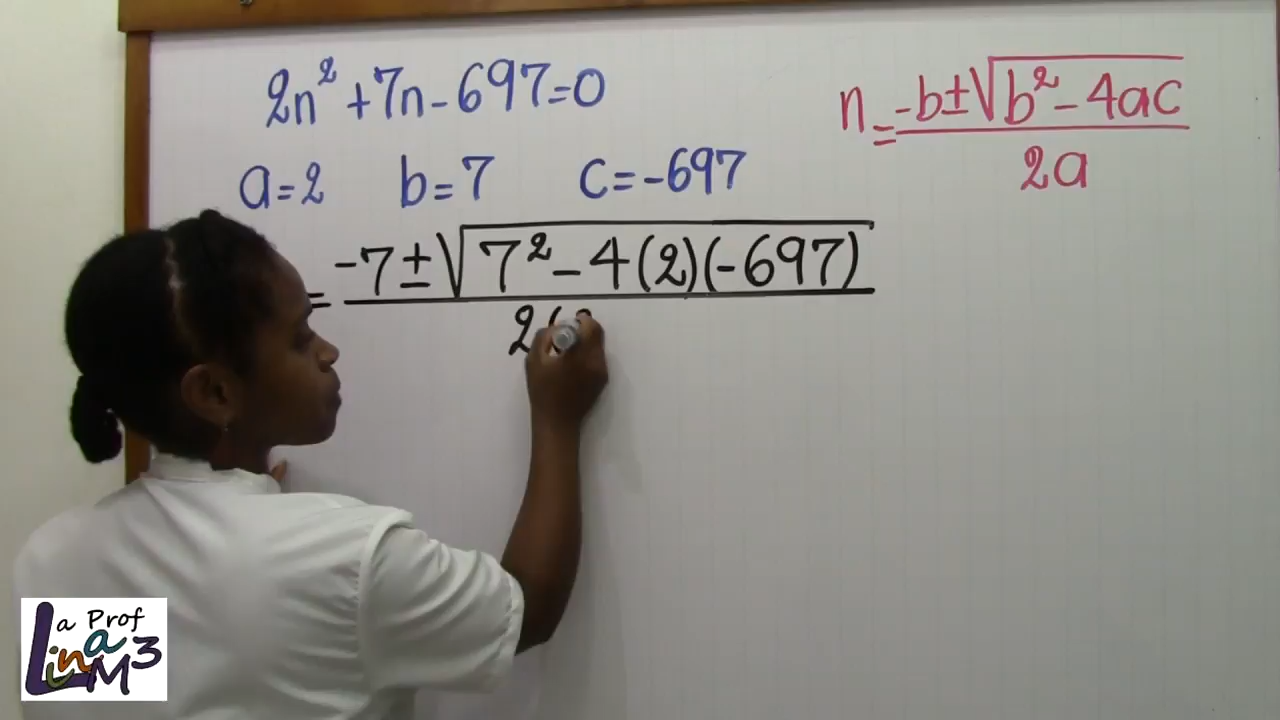 2n² + 7n - 697 = 0
n = (-b ± √(b² - 4ac)) / 2a
a = 2 b = 7 c = -697
= (-7 ± √(7² - 4(2)(-697))) / 2(
La Prof
Lina M3